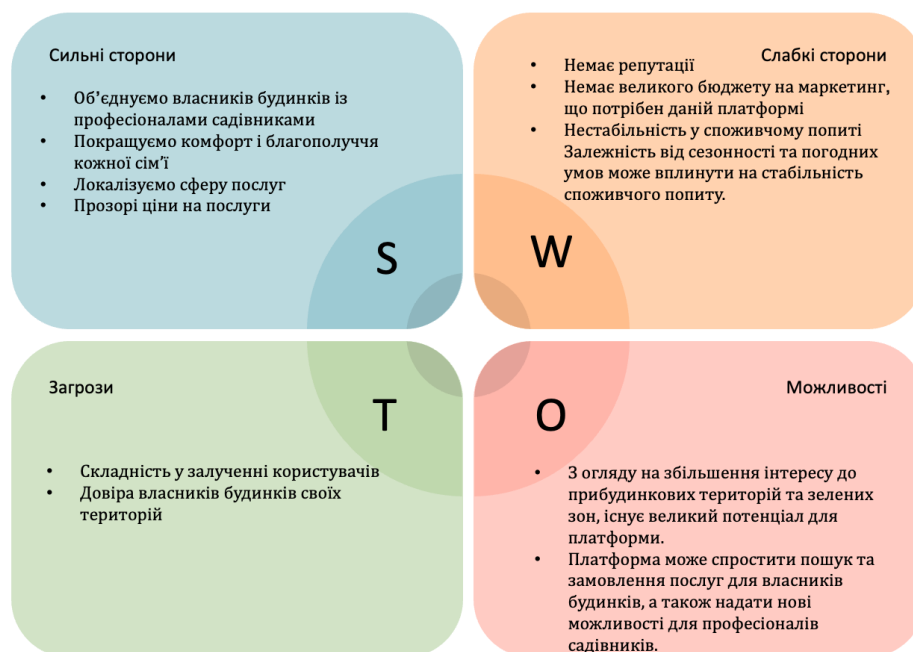 Сильні сторони
• Об’єднуємо власників будинків із
професіоналами садівниками
• Покращуємо комфорт і благополуччя
кожної сім’ї
• Локалізуємо сферу послуг
• Прозорі ціни на послуги
S
Слабкі сторони
• Немає репутації
• Немає великого бюджету на маркетинг,
що потрібен даній платформі
• Нестабільність у споживчому попиті
Залежність від сезонності та погодних
умов може вплинути на стабільність
споживчого попиту.
W
Загрози
T
• Складність у залученні користувачів
• Довіра власників будинків своїх
територій
Можливості
O
• З огляду на збільшення інтересу до
прибудинкових територій та зелених
зон, існує великий потенціал для
платформи.
• Платформа може спростити пошук та
замовлення послуг для власників
будинків, а також надати нові
можливості для професіоналів
садівників.